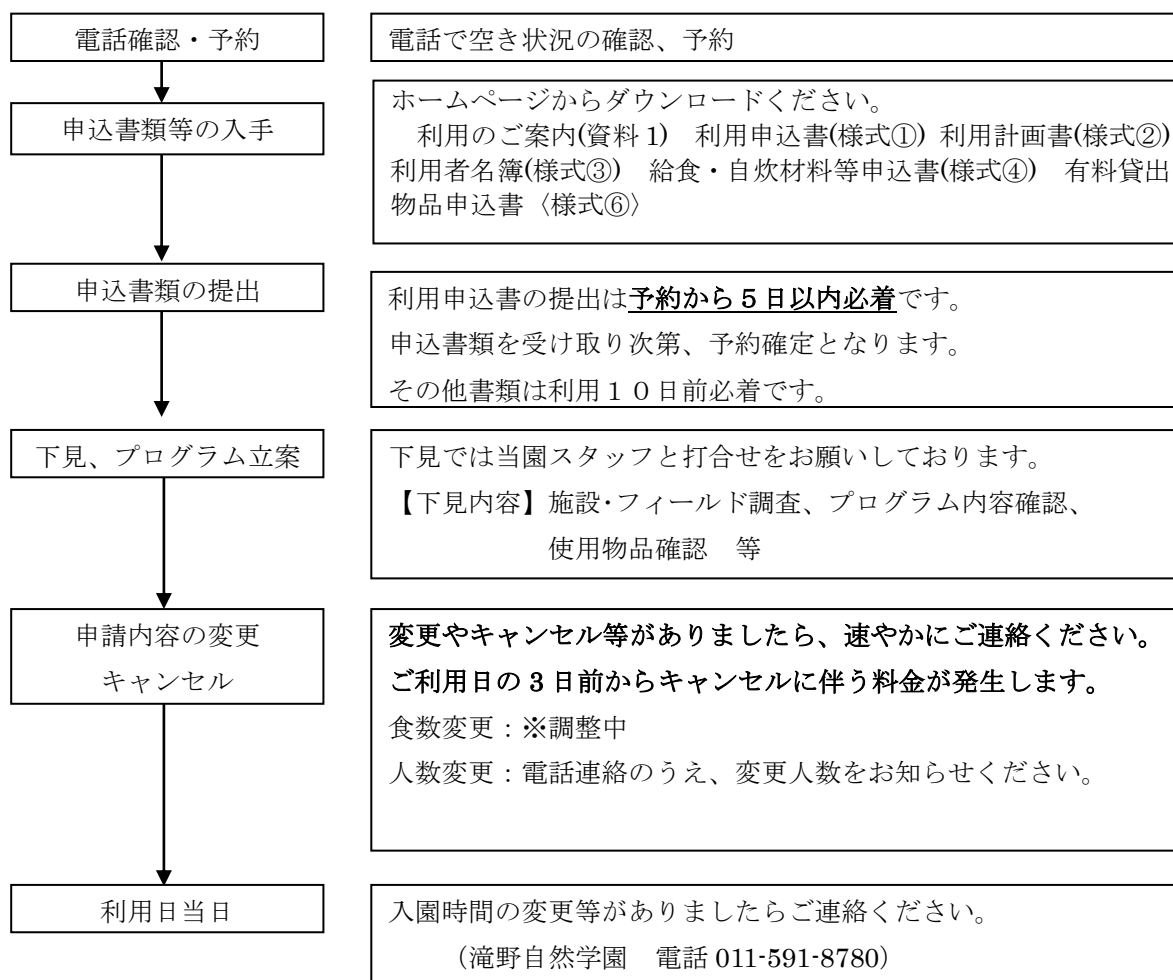 電話確認・予約
電話で空き状況の確認、予約
申込書類等の入手
ホームページからダウンロードください。
利用のご案内(資料 1)　利用申込書(様式①) 利用計画書(様式②)
利用者名簿(様式③)　給食・自炊材料等申込書(様式④)　有料貸出
物品申込書〈様式⑥〉
申込書類の提出
利用申込書の提出は予約から５日以内必着です。
申込書類を受け取り次第、予約確定となります。
その他書類は利用１０日前必着です。
下見、プログラム立案
下見では当園スタッフと打合せをお願いしております。
【下見内容】施設・フィールド調査、プログラム内容確認、
使用物品確認　等
申請内容の変更
キャンセル
変更やキャンセル等がありましたら、速やかにご連絡ください。
ご利用日の 3 日前からキャンセルに伴う料金が発生します。
食数変更：※調整中
人数変更：電話連絡のうえ、変更人数をお知らせください。
利用日当日
入園時間の変更等がありましたらご連絡ください。
（滝野自然学園　電話 011-591-8780）